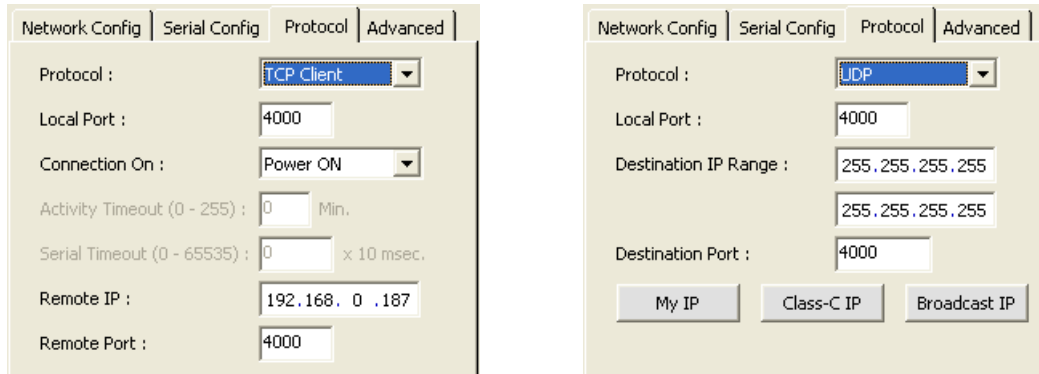 Network Config Serial Config Protocol Advanced
Protocol : TCP Client
Local Port : 4000
Connection On : Power ON
Activity Timeout (0 - 255) : 0 Min.
Serial Timeout (0 - 65535) : 0 x 10 msec.
Remote IP : 192.168. 0 .187
Remote Port : 4000
Network Config Serial Config Protocol Advanced
Protocol : UDP
Local Port : 4000
Destination IP Range : 255.255.255.255
255.255.255.255
Destination Port : 4000
My IP Class-C IP Broadcast IP